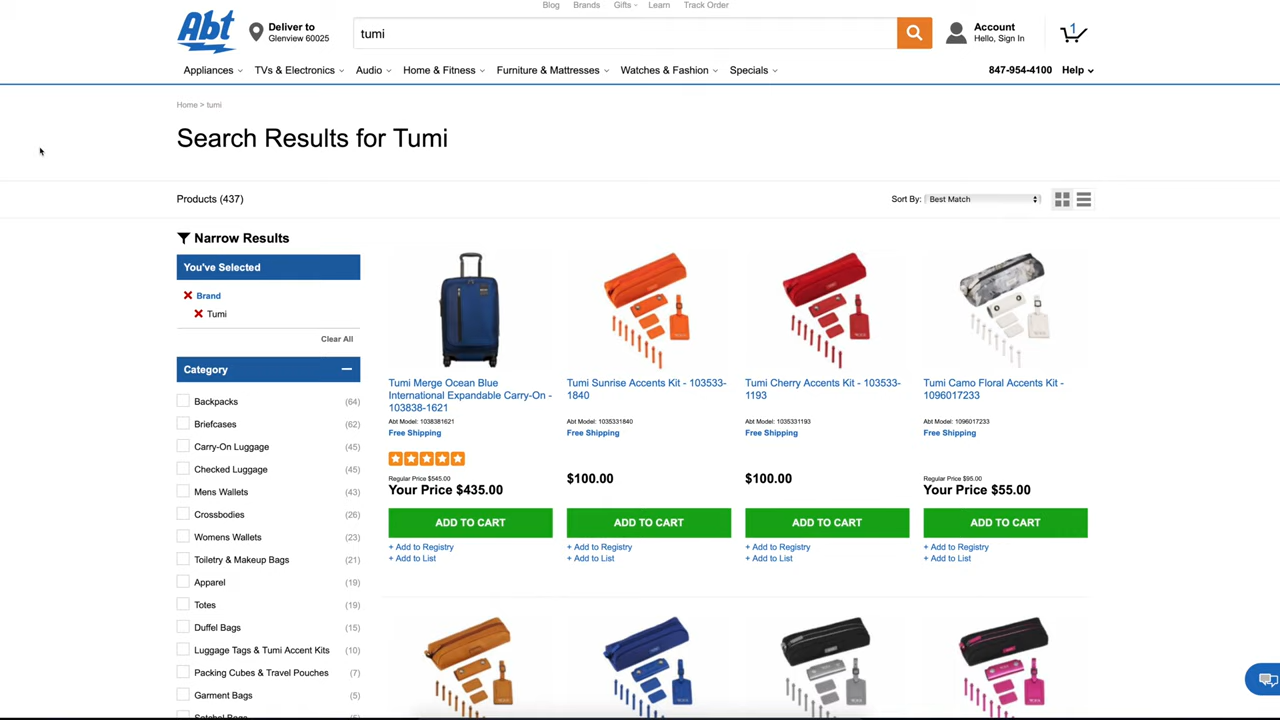 Blog Brands Gifts Learn Track Order
Abt
Deliver to
Glenview 60025
tumi
Account
Hello, Sign In
1
Appliances TVs & Electronics Audio Home & Fitness Furniture & Mattresses Watches & Fashion Specials 847-954-4100 Help
Home > tumi
Search Results for Tumi
Products (437)
Sort By: Best Match
Narrow Results
You've Selected
Brand
Tumi
Clear All
Category
Backpacks (64)
Briefcases (62)
Carry-On Luggage (45)
Checked Luggage (45)
Mens Wallets (43)
Crossbodies (26)
Womens Wallets (23)
Toiletry & Makeup Bags (21)
Apparel (19)
Totes (19)
Duffel Bags (15)
Luggage Tags & Tumi Accent Kits (10)
Packing Cubes & Travel Pouches (7)
Garment Bags (5)
Tumi Merge Ocean Blue
International Expandable Carry-On -
103838-1621
Abt Model: 1038381621
Free Shipping
Regular Price $545.00
Your Price $435.00
ADD TO CART
+ Add to Registry
+ Add to List
Tumi Sunrise Accents Kit - 103533-
1840
Abt Model: 1035331840
Free Shipping
$100.00
ADD TO CART
+ Add to Registry
+ Add to List
Tumi Cherry Accents Kit - 103533-
1193
Abt Model: 1035331193
Free Shipping
$100.00
ADD TO CART
+ Add to Registry
+ Add to List
Tumi Camo Floral Accents Kit -
1096017233
Abt Model: 1096017233
Free Shipping
Regular Price $95.00
Your Price $55.00
ADD TO CART
+ Add to Registry
+ Add to List